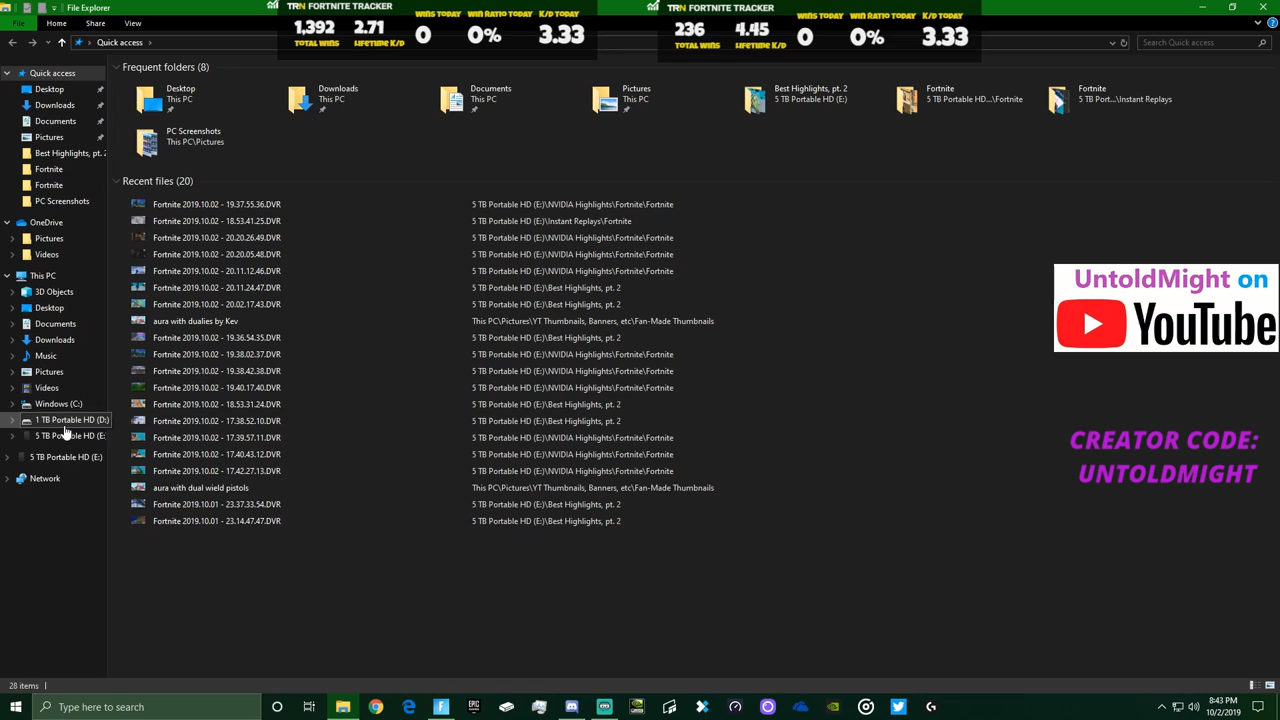 File Explorer
File
Home
Share
View
TRN FORTNITE TRACKER
1,392
TOTAL WINS
2.71
LIFETIME K/D
WINS TODAY
0
WIN RATIO TODAY
0%
K/D TODAY
3.33
TRN FORTNITE TRACKER
236
TOTAL WINS
4.45
LIFETIME K/D
WINS TODAY
0
WIN RATIO TODAY
0%
K/D TODAY
3.33
Quick access
Search Quick access
Quick access
Desktop
Downloads
Documents
Pictures
Best Highlights, pt. 2
Fortnite
Fortnite
PC Screenshots
OneDrive
Pictures
Videos
This PC
3D Objects
Desktop
Documents
Downloads
Music
Pictures
Videos
Windows (C:)
1 TB Portable HD (D:)
5 TB Portable HD (E:
5 TB Portable HD (E:)
Network
Frequent folders (8)
Desktop
This PC
Downloads
This PC
Documents
This PC
Pictures
This PC
Best Highlights, pt. 2
5 TB Portable HD (E:)
Fortnite
5 TB Portable HD...\Fortnite
Fortnite
5 TB Port...\Instant Replays
PC Screenshots
This PC\Pictures
Recent files (20)
Fortnite 2019.10.02 - 19.37.55.36.DVR 5 TB Portable HD (E:)\NVIDIA Highlights\Fortnite\Fortnite
Fortnite 2019.10.02 - 18.53.41.25.DVR 5 TB Portable HD (E:)\Instant Replays\Fortnite
Fortnite 2019.10.02 - 20.20.26.49.DVR 5 TB Portable HD (E:)\NVIDIA Highlights\Fortnite\Fortnite
Fortnite 2019.10.02 - 20.20.05.48.DVR 5 TB Portable HD (E:)\NVIDIA Highlights\Fortnite\Fortnite
Fortnite 2019.10.02 - 20.11.12.46.DVR 5 TB Portable HD (E:)\NVIDIA Highlights\Fortnite\Fortnite
Fortnite 2019.10.02 - 20.11.24.47.DVR 5 TB Portable HD (E:)\Best Highlights, pt. 2
Fortnite 2019.10.02 - 20.02.17.43.DVR 5 TB Portable HD (E:)\Best Highlights, pt. 2
aura with dualies by Kev This PC\Pictures\YT Thumbnails, Banners, etc\Fan-Made Thumbnails
Fortnite 2019.10.02 - 19.36.54.35.DVR 5 TB Portable HD (E:)\Best Highlights, pt. 2
Fortnite 2019.10.02 - 19.38.02.37.DVR 5 TB Portable HD (E:)\NVIDIA Highlights\Fortnite\Fortnite
Fortnite 2019.10.02 - 19.38.42.38.DVR 5 TB Portable HD (E:)\NVIDIA Highlights\Fortnite\Fortnite
Fortnite 2019.10.02 - 19.40.17.40.DVR 5 TB Portable HD (E:)\NVIDIA Highlights\Fortnite\Fortnite
Fortnite 2019.10.02 - 18.53.31.24.DVR 5 TB Portable HD (E:)\Best Highlights, pt. 2
Fortnite 2019.10.02 - 17.38.52.10.DVR 5 TB Portable HD (E:)\Best Highlights, pt. 2
Fortnite 2019.10.02 - 17.39.57.11.DVR 5 TB Portable HD (E:)\NVIDIA Highlights\Fortnite\Fortnite
Fortnite 2019.10.02 - 17.40.43.12.DVR 5 TB Portable HD (E:)\NVIDIA Highlights\Fortnite\Fortnite
Fortnite 2019.10.02 - 17.42.27.13.DVR 5 TB Portable HD (E:)\NVIDIA Highlights\Fortnite\Fortnite
aura with dual wield pistols This PC\Pictures\YT Thumbnails, Banners, etc\Fan-Made Thumbnails
Fortnite 2019.10.01 - 23.37.33.54.DVR 5 TB Portable HD (E:)\Best Highlights, pt. 2
Fortnite 2019.10.01 - 23.14.47.47.DVR 5 TB Portable HD (E:)\Best Highlights, pt. 2
UntoldMight on
YouTube
CREATOR CODE:
UNTOLDMIGHT
28 items
Type here to search
EPIC
8:43 PM
10/2/2019